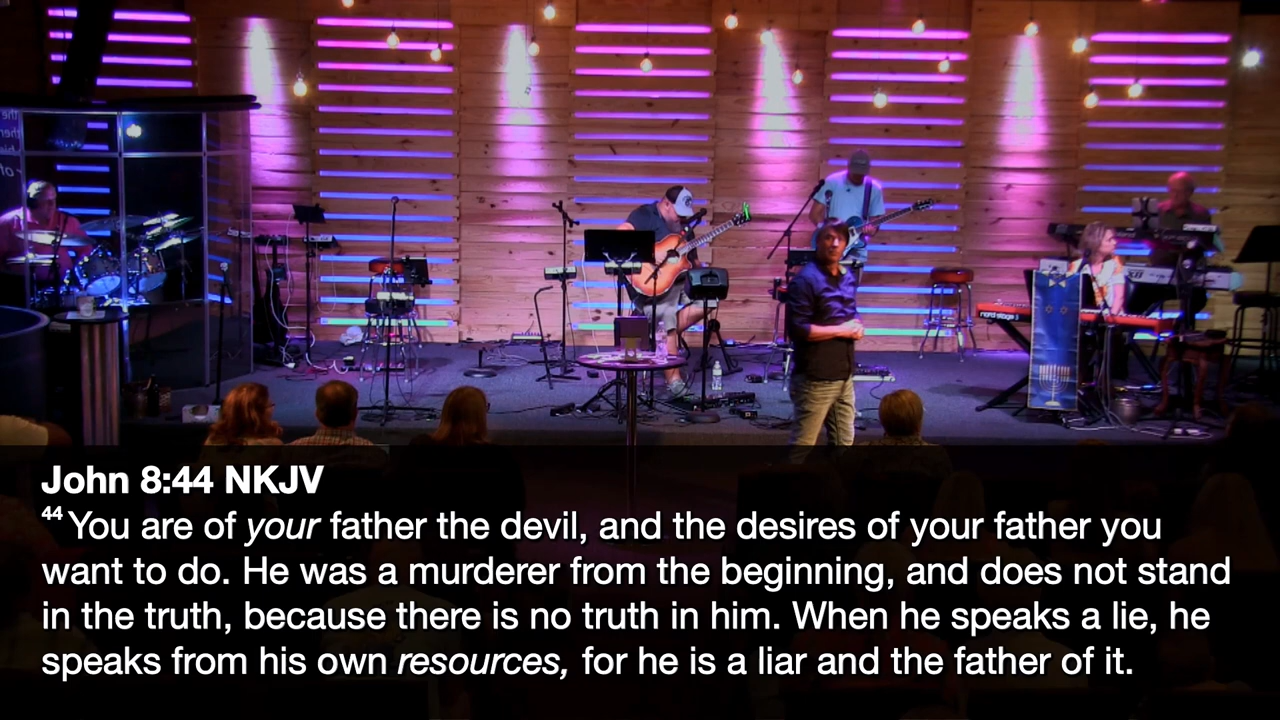 John 8:44 NKJV
44 You are of your father the devil, and the desires of your father you
want to do. He was a murderer from the beginning, and does not stand
in the truth, because there is no truth in him. When he speaks a lie, he
speaks from his own resources, for he is a liar and the father of it.
nord stage 3